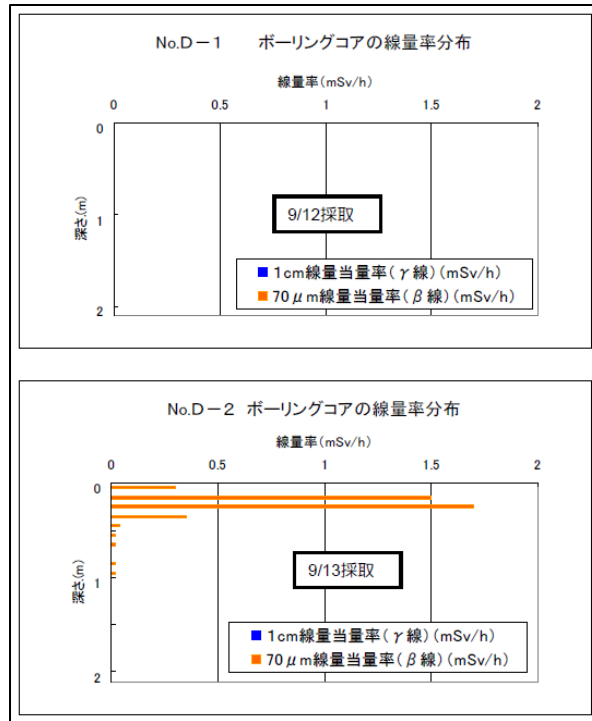 No.D－1　ボーリングコアの線量率分布
線量率(mSv/h)
0 0.5 1 1.5 2
0
1
2
深さ(m)
9/12採取
1cm線量当量率(γ線)(mSv/h)
70μm線量当量率(β線)(mSv/h)
No.D－2 ボーリングコアの線量率分布
線量率(mSv/h)
0 0.5 1 1.5 2
0
1
2
深さ(m)
9/13採取
1cm線量当量率(γ線)(mSv/h)
70μm線量当量率(β線)(mSv/h)